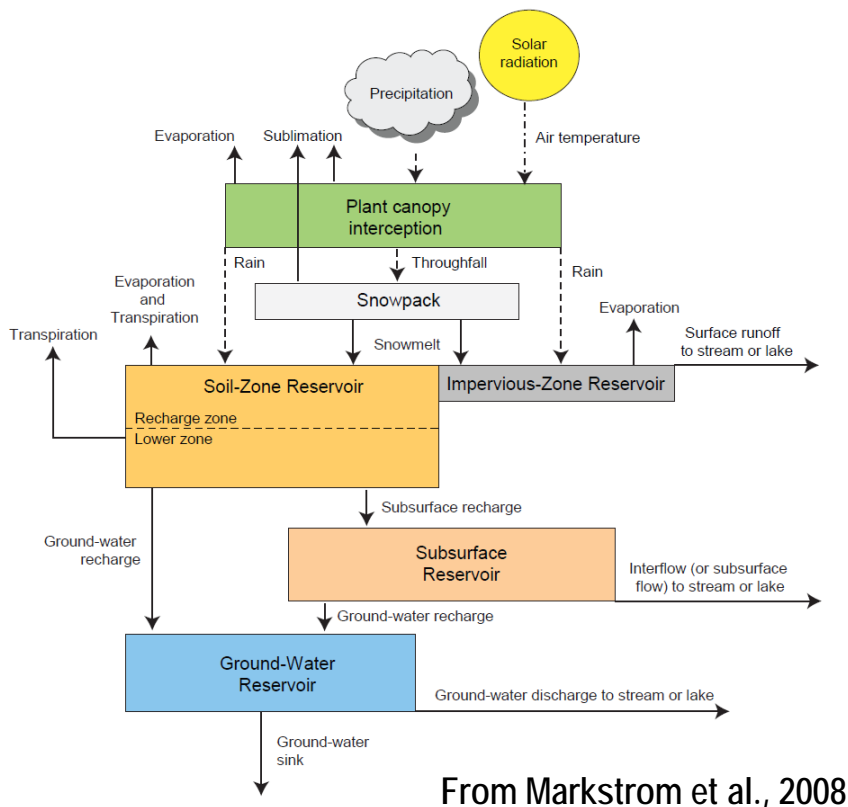 Solar
radiation
Precipitation
Evaporation
Sublimation
Air temperature
Plant canopy
interception
Rain
Throughfall
Rain
Evaporation
and
Transpiration
Snowpack
Evaporation
Transpiration
Snowmelt
Surface runoff
to stream or lake
Soil-Zone Reservoir
Impervious-Zone Reservoir
Recharge zone
Lower zone
Subsurface recharge
Ground-water
recharge
Subsurface
Reservoir
Interflow (or subsurface
flow) to stream or lake
Ground-water recharge
Ground-Water
Reservoir
Ground-water discharge to stream or lake
Ground-water
sink
From Markstrom et al., 2008